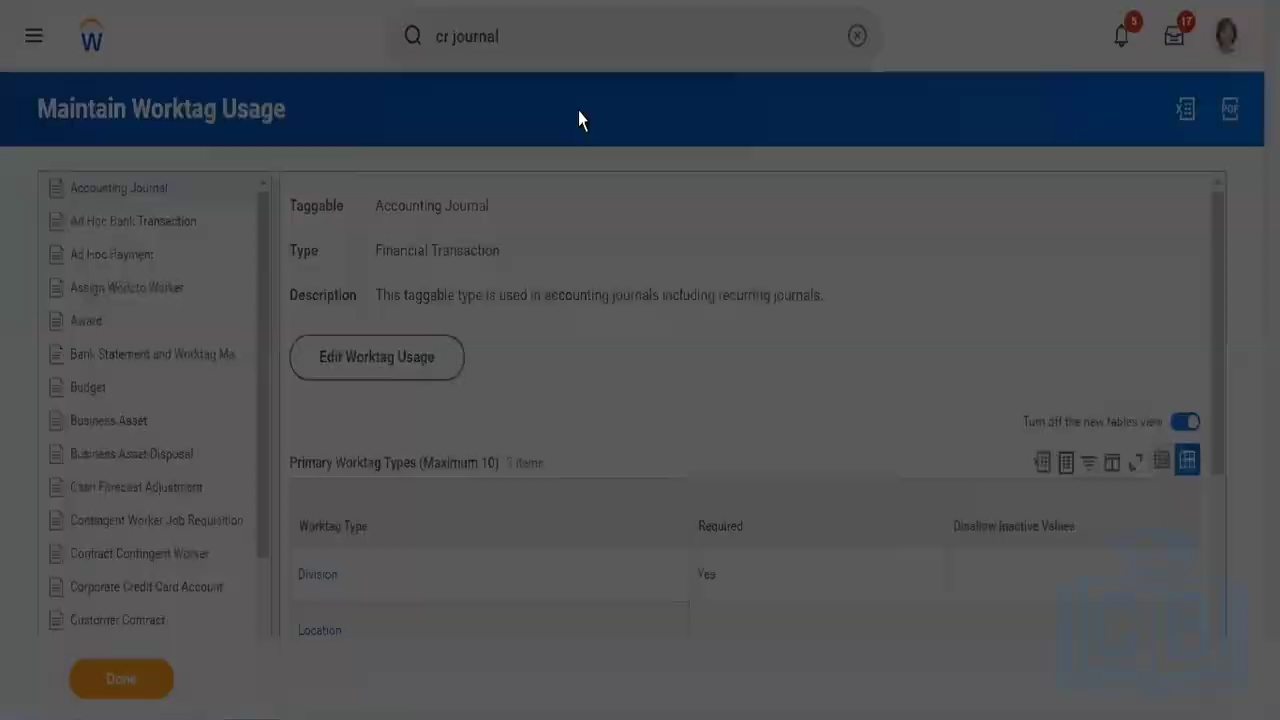 W
cr journal
5
17
Maintain Worktag Usage
PDF
Accounting Journal
Ad Hoc Bank Transaction
Ad Hoc Payment
Assign Work to Worker
Award
Bank Statement and Worktag Ma...
Budget
Business Asset
Business Asset Disposal
Cash Forecast Adjustment
Contingent Worker Job Requisition
Contract Contingent Worker
Corporate Credit Card Account
Customer Contract
Taggable Accounting Journal
Type Financial Transaction
Description This taggable type is used in accounting journals including recurring journals.
Edit Worktag Usage
Turn off the new tables view
Primary Worktag Types (Maximum 10) items
Worktag Type Required Disallow Inactive Values
Division Yes
Location
Done